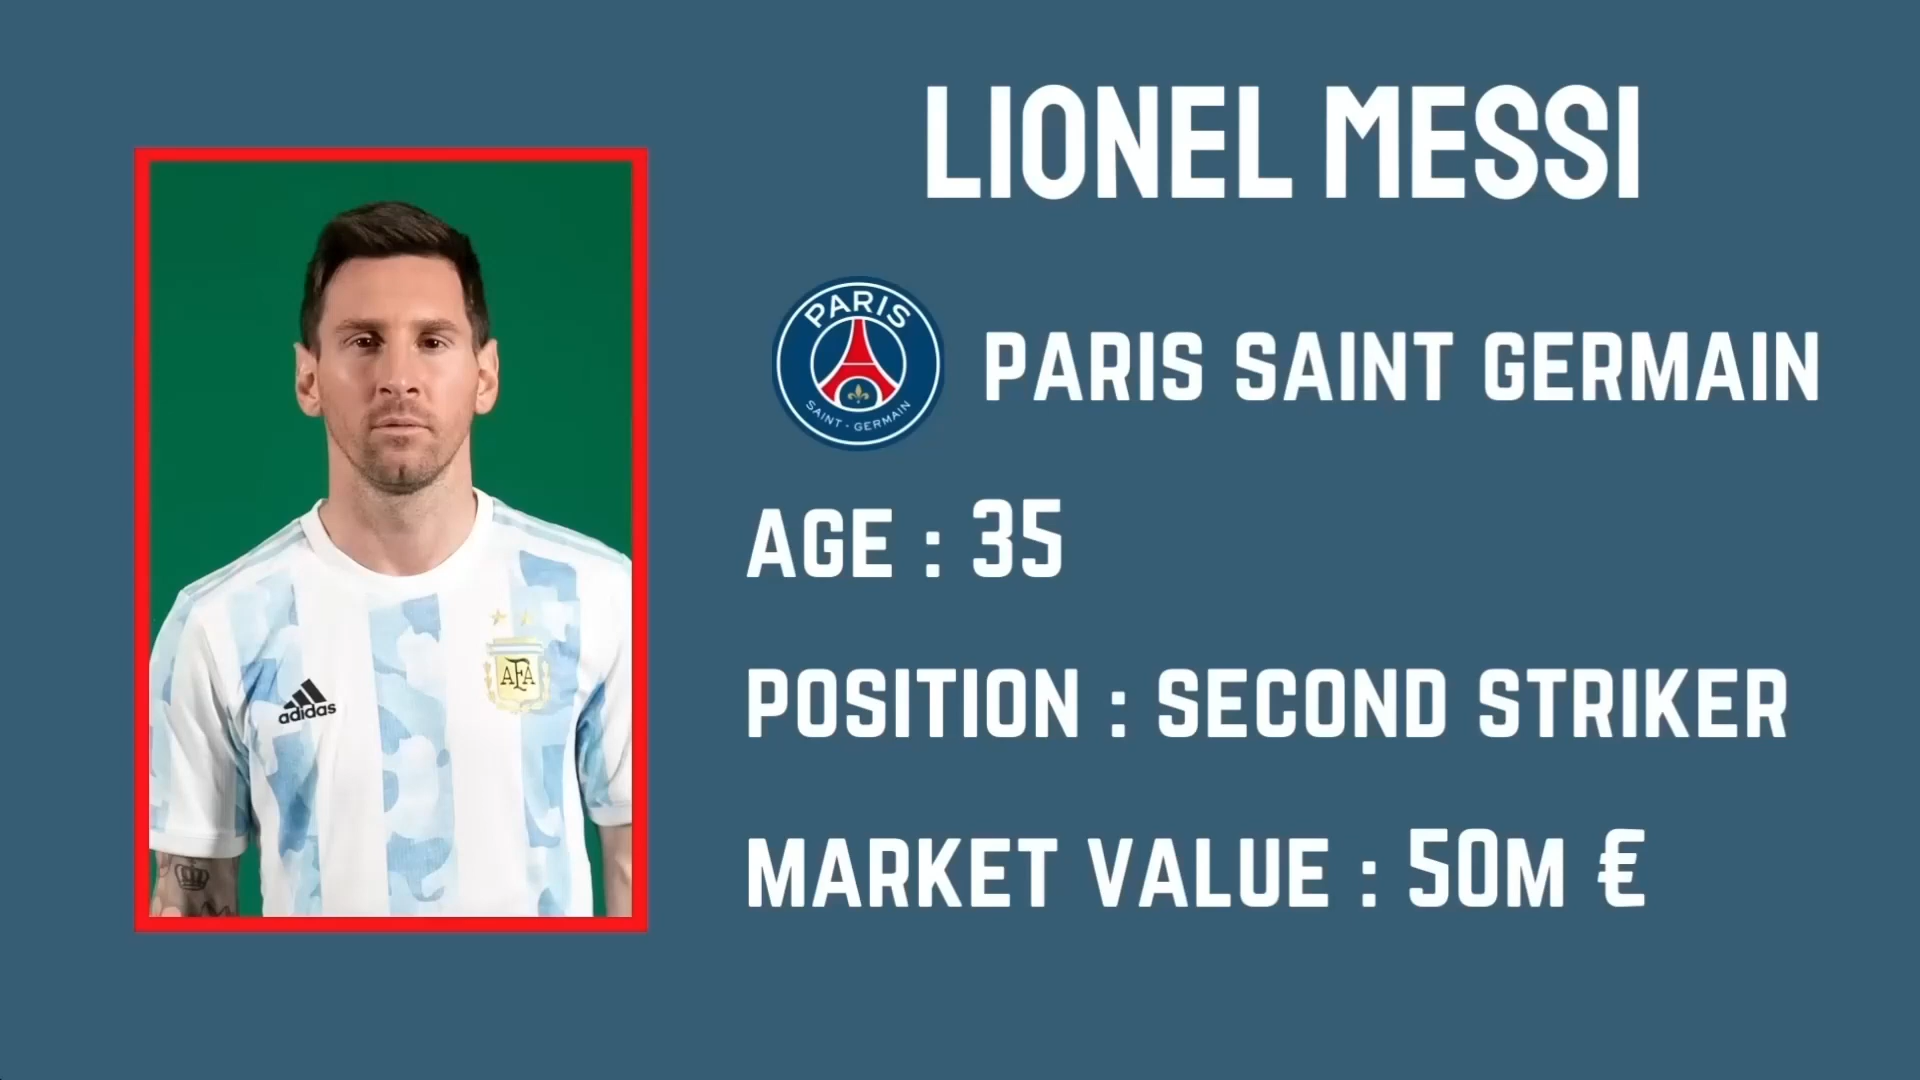 LIONEL MESSI
PARIS
SAINT - GERMAIN
PARIS SAINT GERMAIN
AGE : 35
adidas
AFA
POSITION : SECOND STRIKER
MARKET VALUE : 50M €